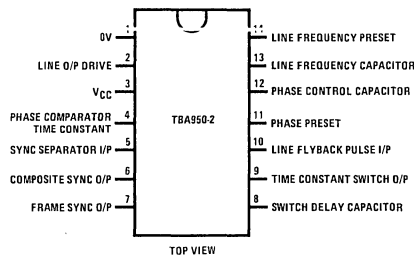 1
0V
2
LINE O/P DRIVE
3
VCC
4
PHASE COMPARATOR
TIME CONSTANT
5
SYNC SEPARATOR I/P
6
COMPOSITE SYNC O/P
7
FRAME SYNC O/P
TBA950-2
14
LINE FREQUENCY PRESET
13
LINE FREQUENCY CAPACITOR
12
PHASE CONTROL CAPACITOR
11
PHASE PRESET
10
LINE FLYBACK PULSE I/P
9
TIME CONSTANT SWITCH O/P
8
SWITCH DELAY CAPACITOR
TOP VIEW